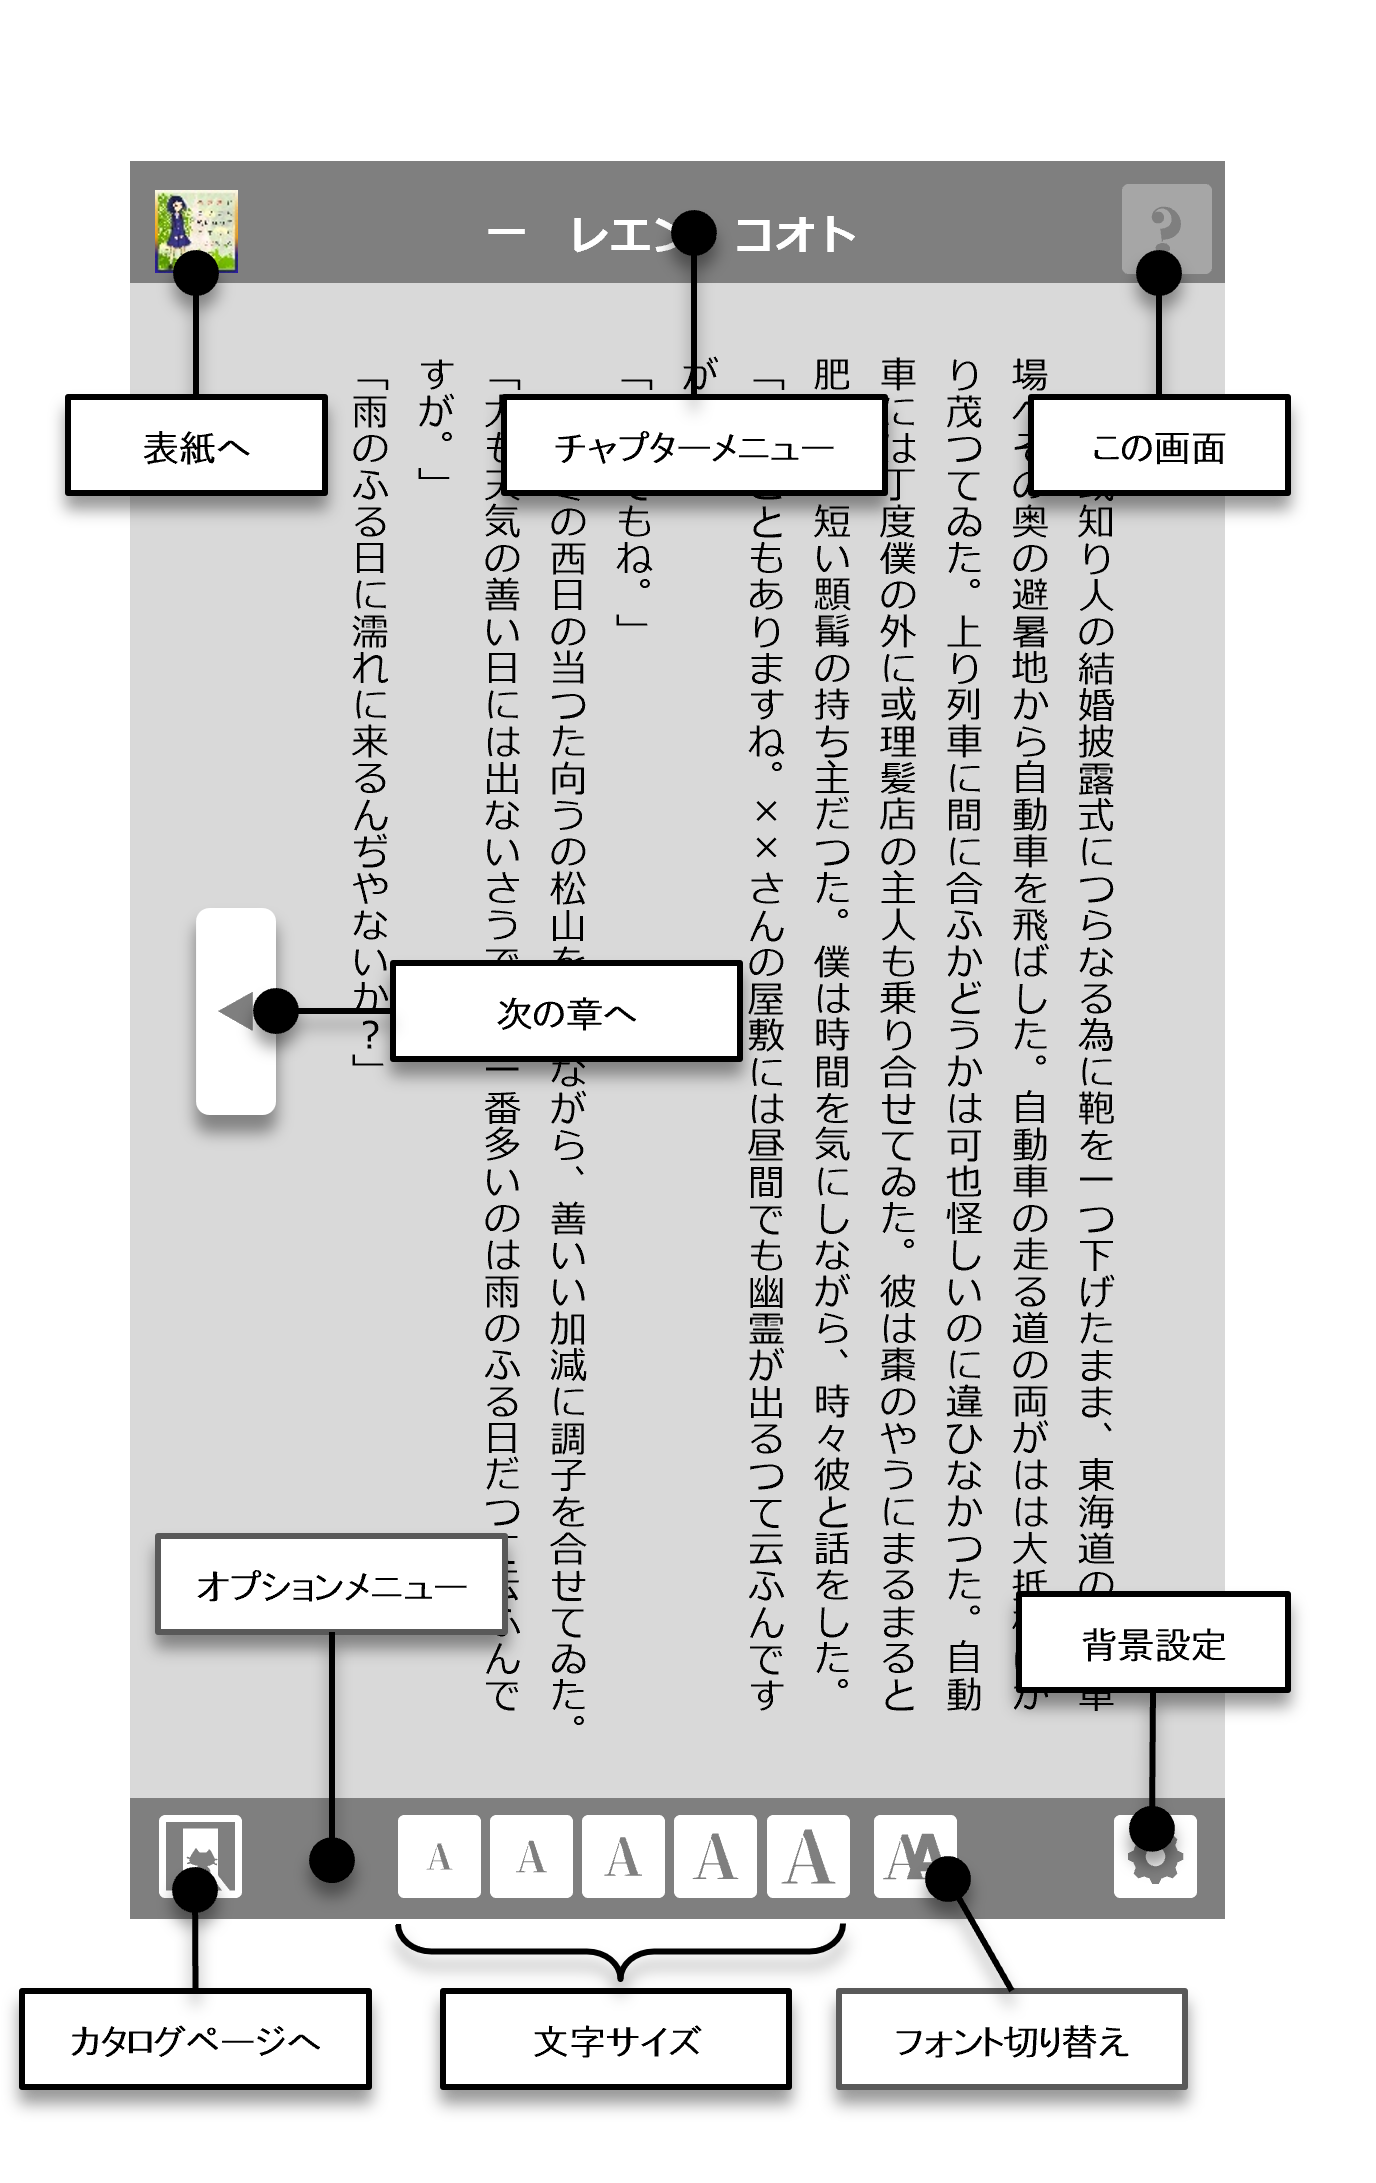 一 レエン コオト
表紙へ
チャプターメニュー
この画面
知り人の結婚披露式につらなる為に鞄を一つ下げたまま、東海道の
場へその奥の避暑地から自動車を飛ばした。自動車の走る道の両がはは大抵
り茂つてゐた。上り列車に間に合ふかどうかは可也怪しいのに違ひなかつた。自動
車には丁度僕の外に或理髪店の主人も乗り合せてゐた。彼は棗のやうにまるまると
肥 短い顋髯の持ち主だつた。僕は時間を気にしながら、時々彼と話をした。
「 ともありますね。××さんの屋敷には昼間でも幽霊が出るつて云ふんです
が
「 もね。」
の西日の当つた向うの松山を ながら、善いい加減に調子を合せてゐた。
「 天気の善い日には出ないさうで 一番多いのは雨のふる日だつ 云ふんで
すが。」
「雨のふる日に濡れに来るんぢやないか?」
次の章へ
オプションメニュー
背景設定
A A A A A AA
カタログページへ
文字サイズ
フォント切り替え